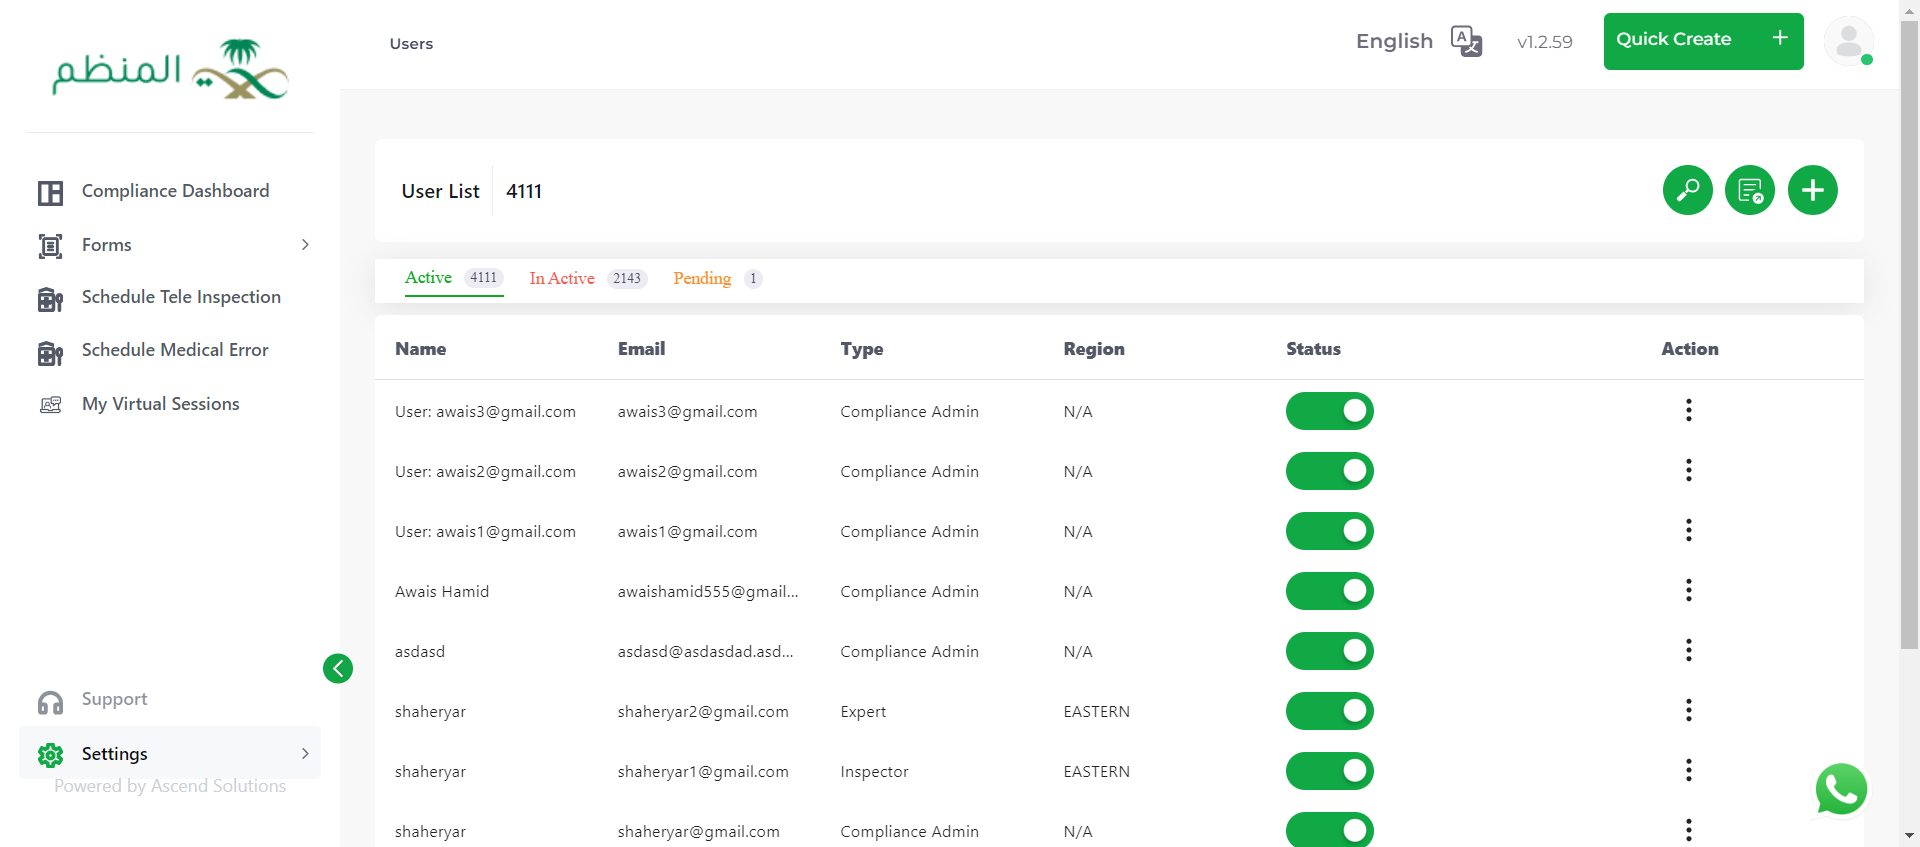 المنظم
Users
English
v1.2.59
Quick Create
Compliance Dashboard
Forms
Schedule Tele Inspection
Schedule Medical Error
My Virtual Sessions
Support
Settings
Powered by Ascend Solutions
User List 4111
Active 4111 In Active 2143 Pending 1
Name Email Type Region Status Action
User: awais3@gmail.com awais3@gmail.com Compliance Admin N/A
User: awais2@gmail.com awais2@gmail.com Compliance Admin N/A
User: awais1@gmail.com awais1@gmail.com Compliance Admin N/A
Awais Hamid awaishamid555@gmail... Compliance Admin N/A
asdasd asdasd@asdasdad.asd... Compliance Admin N/A
shaheryar shaheryar2@gmail.com Expert EASTERN
shaheryar shaheryar1@gmail.com Inspector EASTERN
shaheryar shaheryar@gmail.com Compliance Admin N/A